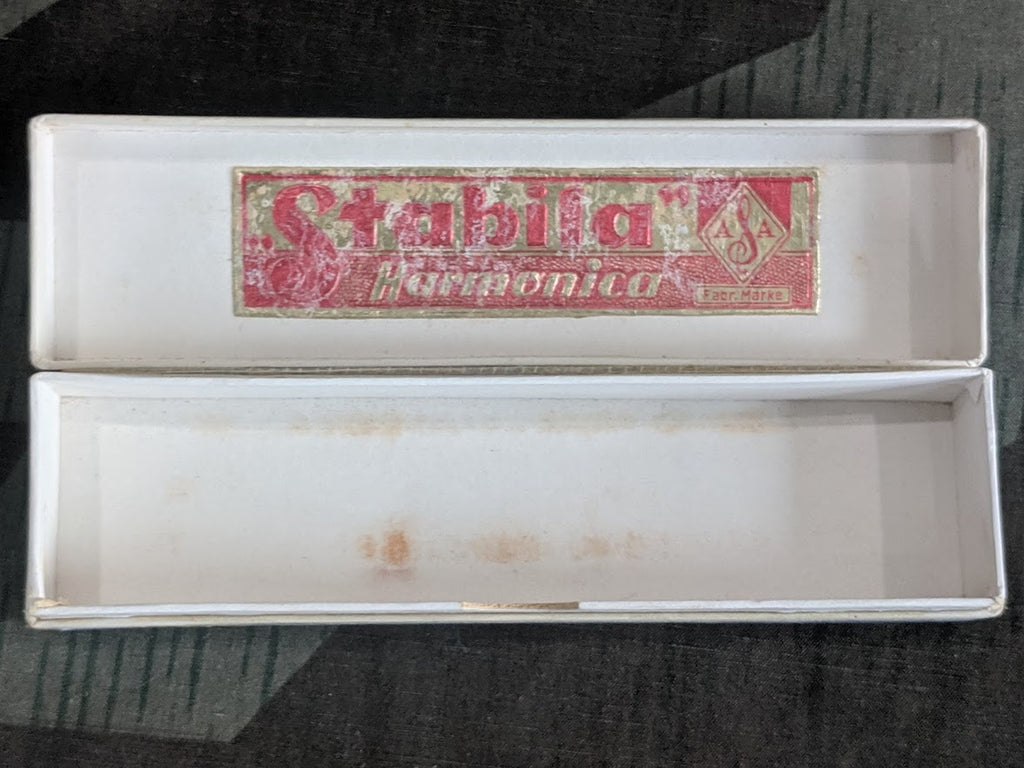 „Stabila”
Harmonica
ASA
Fabr. Marke